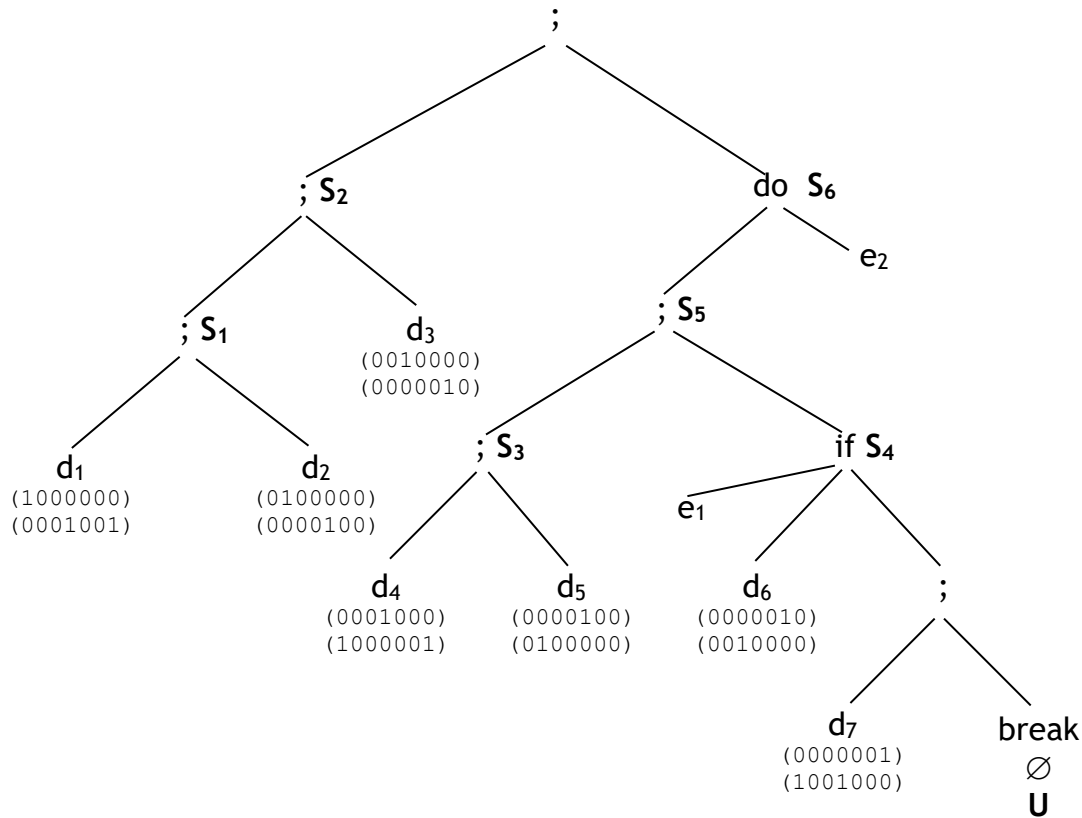 ;
; S₂
do S₆
e₂
; S₁
d₃
(0010000)
(0000010)
; S₅
d₁
(1000000)
(0001001)
d₂
(0100000)
(0000100)
; S₃
if S₄
e₁
d₄
(0001000)
(1000001)
d₅
(0000100)
(0100000)
d₆
(0000010)
(0010000)
;
d₇
(0000001)
(1001000)
break
∅
U